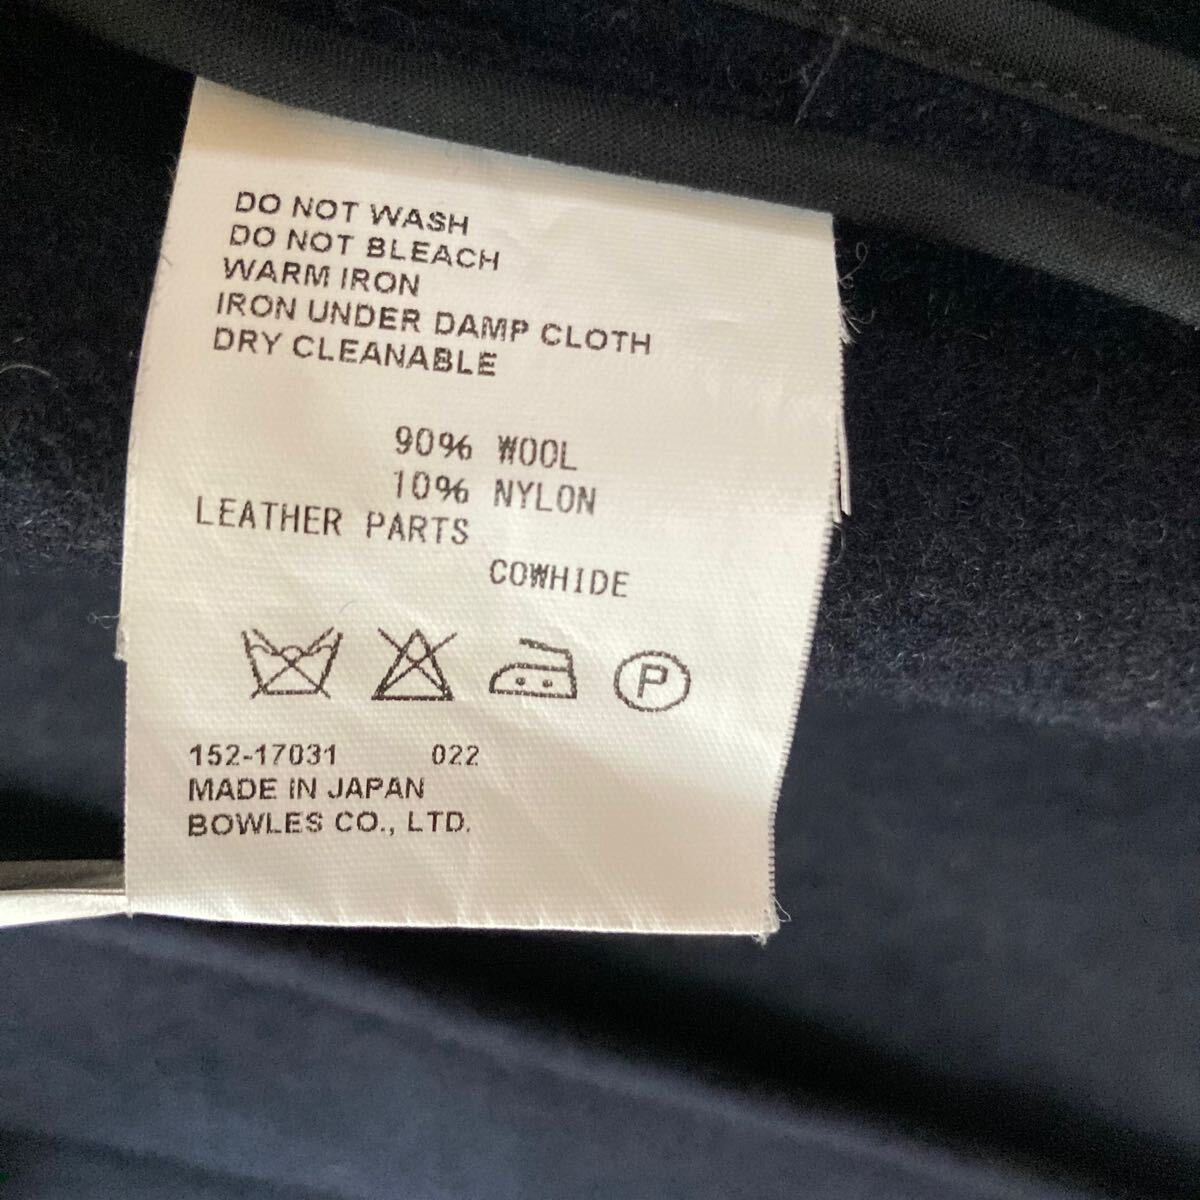 DO NOT WASH
DO NOT BLEACH
WARM IRON
IRON UNDER DAMP CLOTH
DRY CLEANABLE
90% WOOL
10% NYLON
LEATHER PARTS
COWHIDE
P
152-17031 022
MADE IN JAPAN
BOWLES CO., LTD.